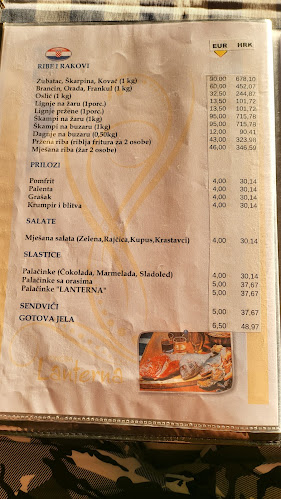 EUR HRK
RIBE I RAKOVI
Zubatac, Škarpina, Kovač (1 kg) 90,00 678,10
Brancin, Orada, Frankul (1 kg) 60,00 452,07
Oslić (1 kg) 32,50 244,87
Lignje na žaru (1porc.) 13,50 101,72
Lignje pržene (1porc.) 13,50 101,72
Škampi na žaru (1kg) 95,00 715,78
Škampi na buzaru (1kg) 95,00 715,78
Dagnje na buzaru (0,50kg) 12,00 90,41
Pržena riba (riblja fritura za 2 osobe) 43,00 323,98
Mješana riba (žar 2 osobe) 46,00 346,59
PRILOZI
Pomfrit 4,00 30,14
Palenta 4,00 30,14
Grašak 4,00 30,14
Krumpir i blitva 4,00 30,14
SALATE
Mješana salata (Zelena,Rajčica,Kupus,Krastavci) 4,00 30,14
SLASTICE
Palačinke (Čokolada, Marmelada, Sladoled) 4,00 30,14
Palačinke sa orasima 5,00 37,67
Palačinke "LANTERNA" 5,00 37,67
SENDVIČI 5,00 37,67
GOTOVA JELA 6,50 48,97
Lanterna